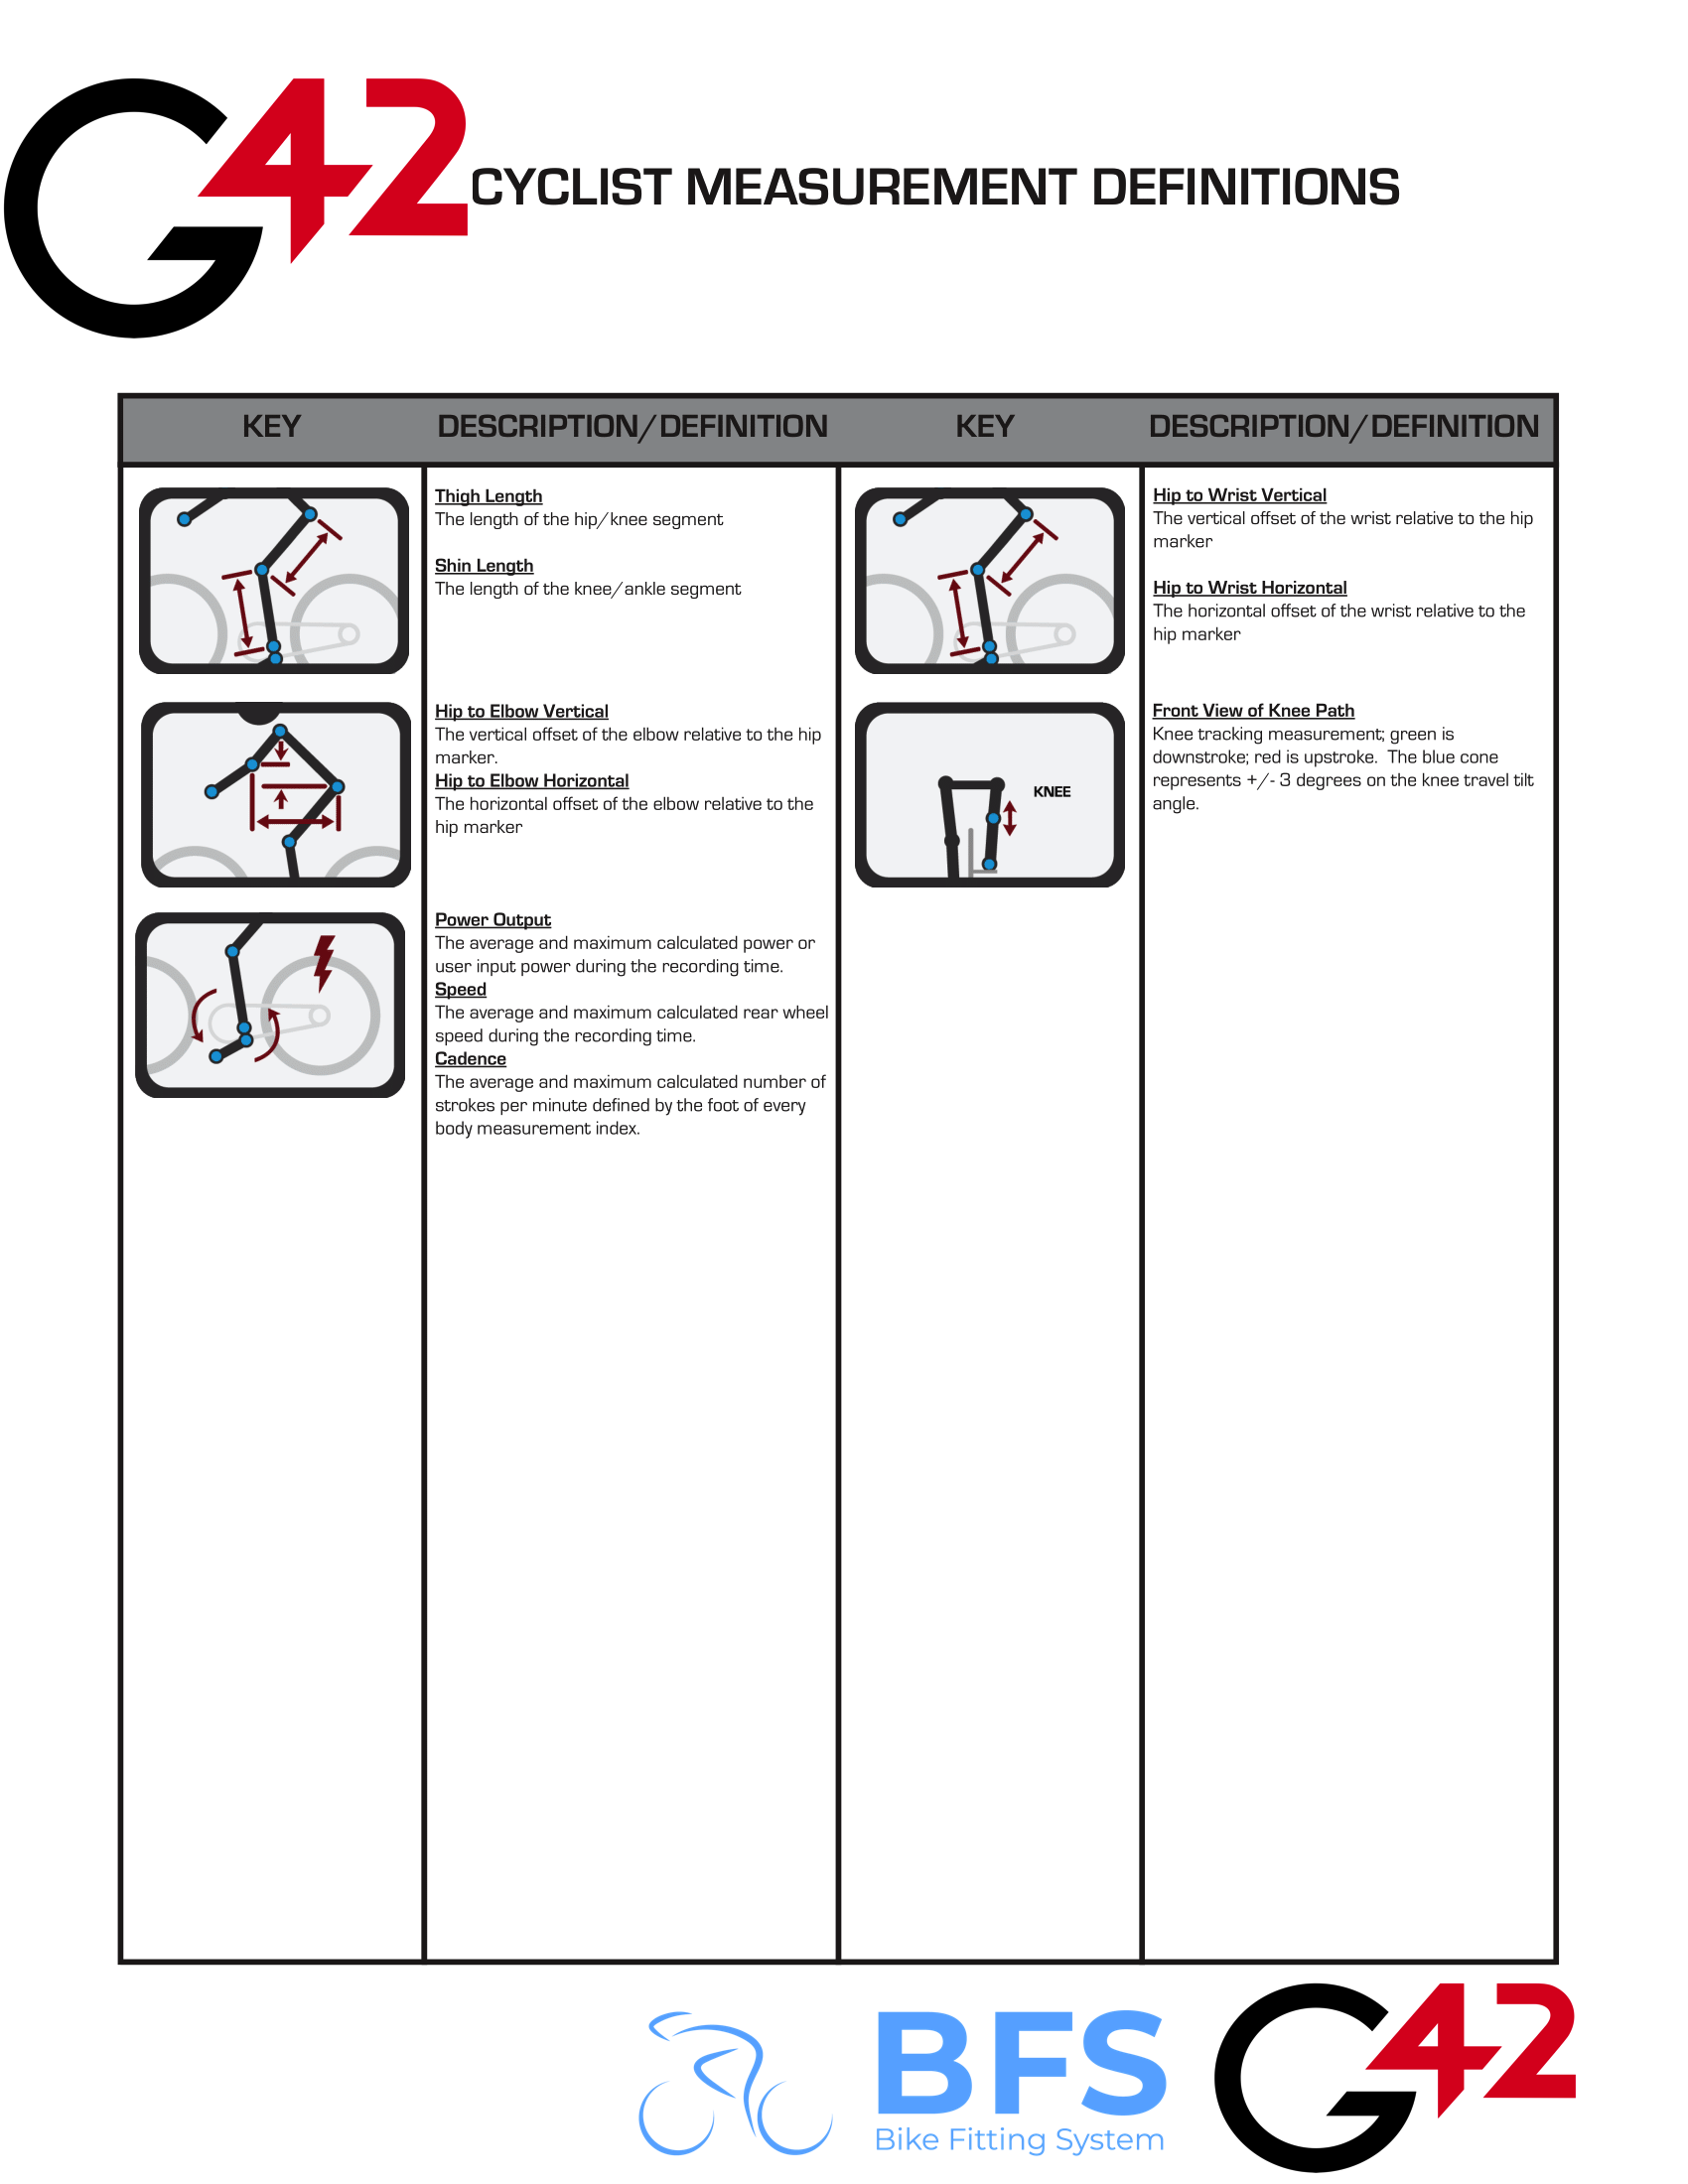 G42
CYCLIST MEASUREMENT DEFINITIONS
KEY
DESCRIPTION/DEFINITION
KEY
DESCRIPTION/DEFINITION
Thigh Length
The length of the hip/knee segment
Shin Length
The length of the knee/ankle segment
Hip to Wrist Vertical
The vertical offset of the wrist relative to the hip
marker
Hip to Wrist Horizontal
The horizontal offset of the wrist relative to the
hip marker
Hip to Elbow Vertical
The vertical offset of the elbow relative to the hip
marker.
Hip to Elbow Horizontal
The horizontal offset of the elbow relative to the
hip marker
KNEE
Front View of Knee Path
Knee tracking measurement; green is
downstroke; red is upstroke.  The blue cone
represents +/- 3 degrees on the knee travel tilt
angle.
Power Output
The average and maximum calculated power or
user input power during the recording time.
Speed
The average and maximum calculated rear wheel
speed during the recording time.
Cadence
The average and maximum calculated number of
strokes per minute defined by the foot of every
body measurement index.
BFS
Bike Fitting System
G42